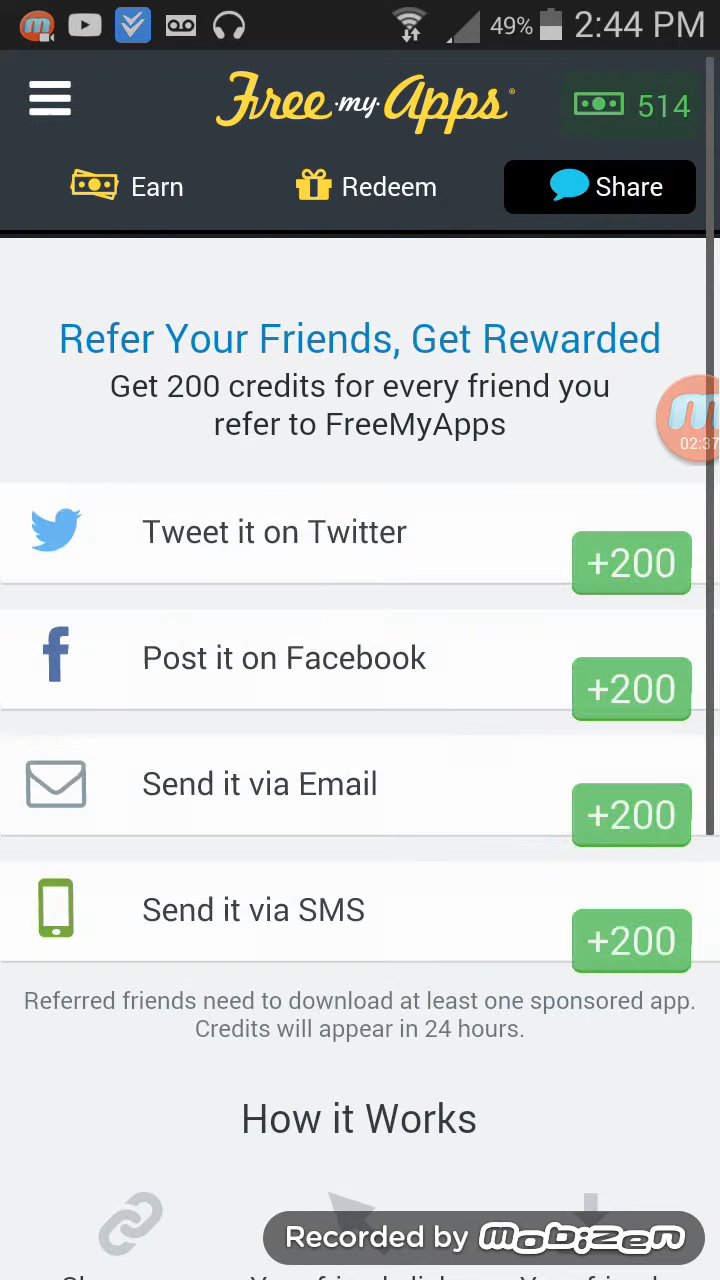 49% 2:44 PM
Free·my·Apps®
514
Earn Redeem Share
Refer Your Friends, Get Rewarded
Get 200 credits for every friend you
refer to FreeMyApps
02:37
Tweet it on Twitter
+200
Post it on Facebook
+200
Send it via Email
+200
Send it via SMS
+200
Referred friends need to download at least one sponsored app.
Credits will appear in 24 hours.
How it Works
Recorded by mobizen